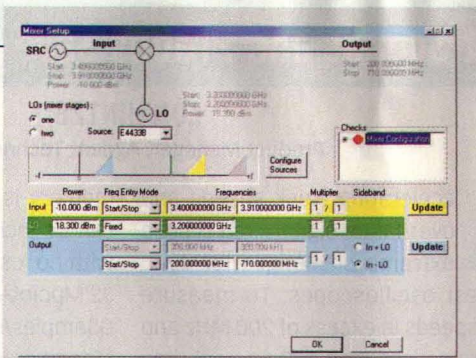 Mixer Setup
Input
Output
SRC
Start: 3.400000000 GHz
Stop: 3.910000000 GHz
Power: -10.000 dBm
Start: 200.000000 MHz
Stop: 710.000000 MHz
Start: 3.200000000 GHz
Stop: 3.200000000 GHz
LO
LOs (mixer stages):
one
two
Source: E4433B
Checks
Mixer Configuration
Configure Sources
Power Freq Entry Mode Frequencies Multiplier Sideband
Input -10.000 dBm Start/Stop 3.400000000 GHz 3.910000000 GHz 1 / 1 Update
18.300 dBm Fixed 3.200000000 GHz 1 / 1
Output Start/Stop In + LO Update
Start/Stop 200.000000 MHz 710.000000 MHz 1 / 1 In - LO
OK Cancel